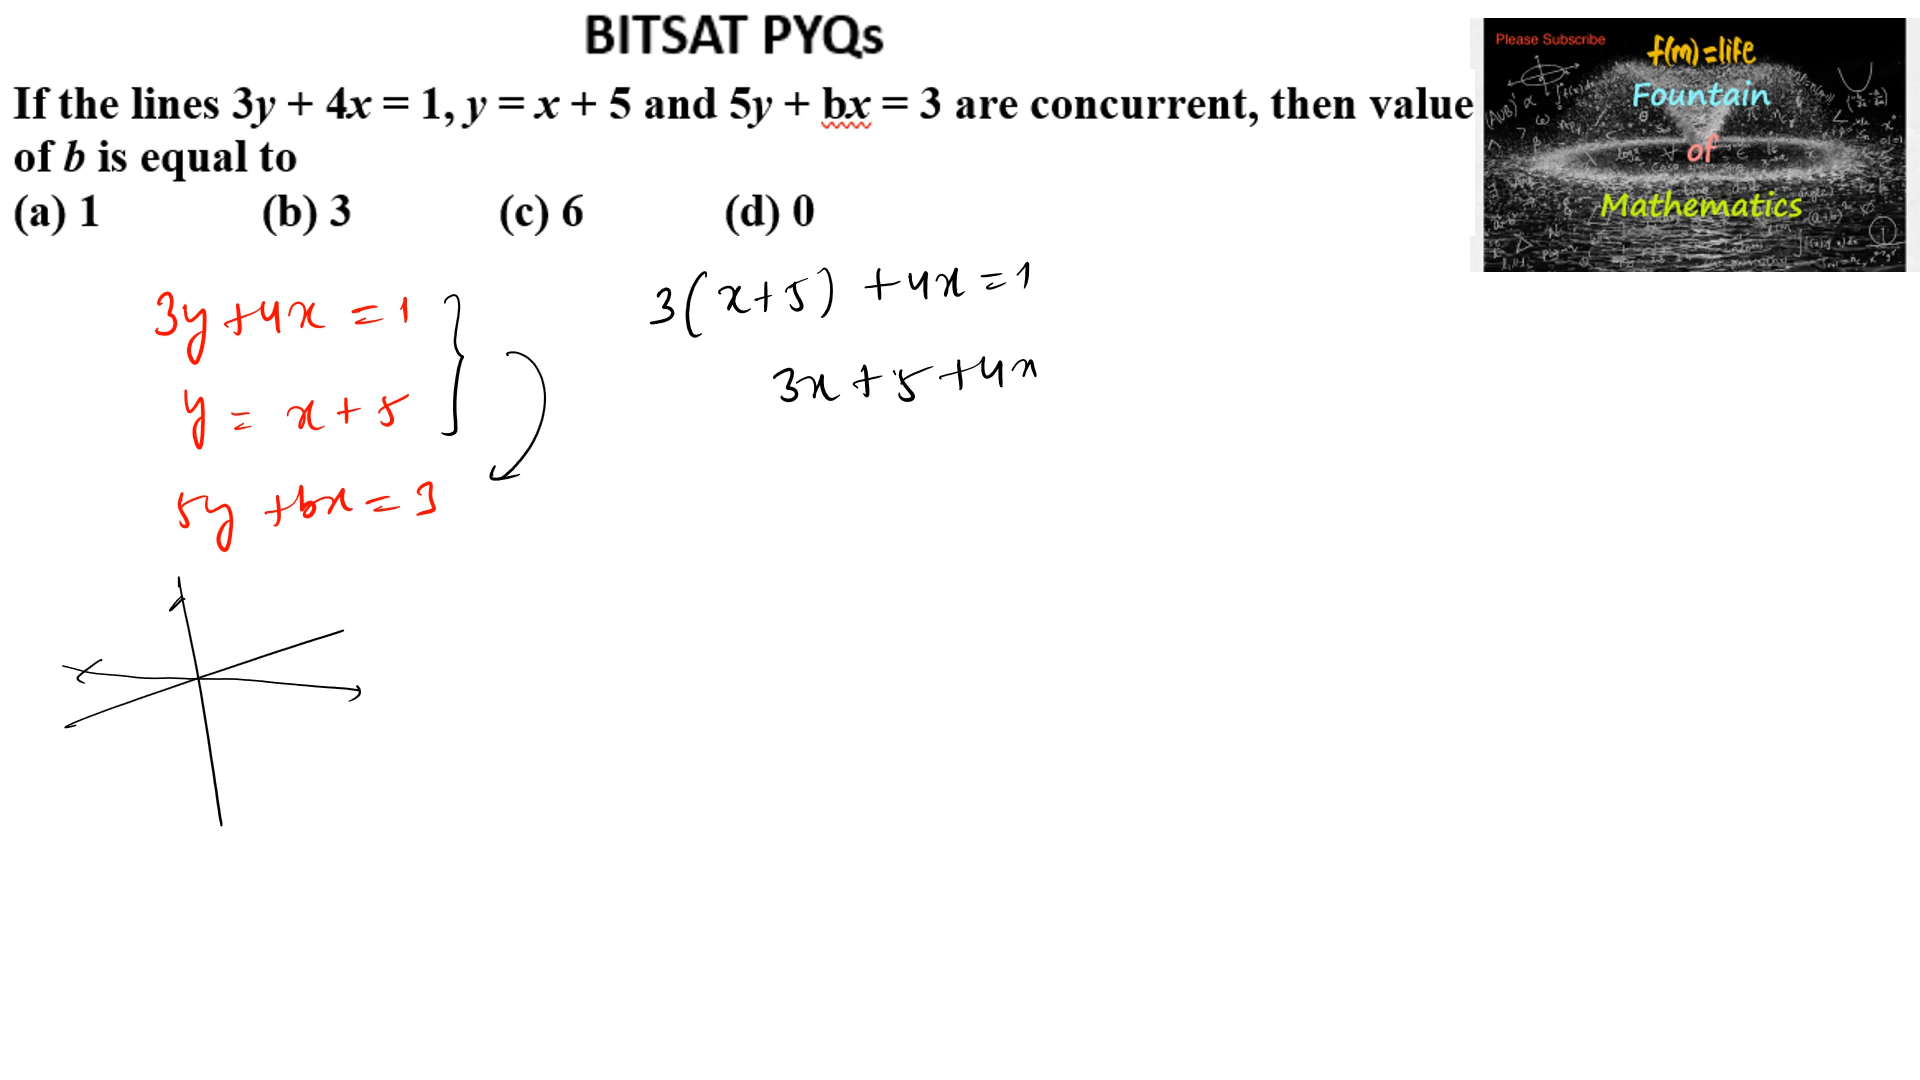 BITSAT PYQs
If the lines 3y + 4x = 1, y = x + 5 and 5y + bx = 3 are concurrent, then value
of b is equal to
(a) 1 (b) 3 (c) 6 (d) 0
Please Subscribe
f(m)=life
Fountain
of
Mathematics
3y+4x = 1
y = x + 5
5y +bx = 3
3(x+5) +4x=1
3x + 5 +4x